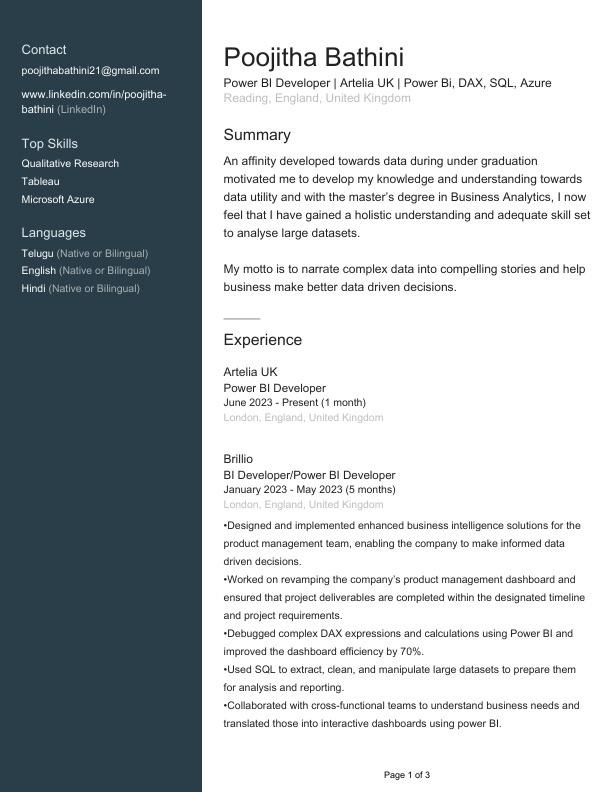 Contact
poojithabathini21@gmail.com
www.linkedin.com/in/poojitha-
bathini (LinkedIn)
Top Skills
Qualitative Research
Tableau
Microsoft Azure
Languages
Telugu (Native or Bilingual)
English (Native or Bilingual)
Hindi (Native or Bilingual)
Poojitha Bathini
Power BI Developer | Artelia UK | Power Bi, DAX, SQL, Azure
Reading, England, United Kingdom
Summary
An affinity developed towards data during under graduation
motivated me to develop my knowledge and understanding towards
data utility and with the master's degree in Business Analytics, I now
feel that I have gained a holistic understanding and adequate skill set
to analyse large datasets.
My motto is to narrate complex data into compelling stories and help
business make better data driven decisions.
Experience
Artelia UK
Power BI Developer
June 2023 - Present (1 month)
London, England, United Kingdom
Brillio
BI Developer/Power BI Developer
January 2023 - May 2023 (5 months)
London, England, United Kingdom
•Designed and implemented enhanced business intelligence solutions for the
product management team, enabling the company to make informed data
driven decisions.
•Worked on revamping the company's product management dashboard and
ensured that project deliverables are completed within the designated timeline
and project requirements.
•Debugged complex DAX expressions and calculations using Power BI and
improved the dashboard efficiency by 70%.
•Used SQL to extract, clean, and manipulate large datasets to prepare them
for analysis and reporting.
•Collaborated with cross-functional teams to understand business needs and
translated those into interactive dashboards using power BI.
Page 1 of 3